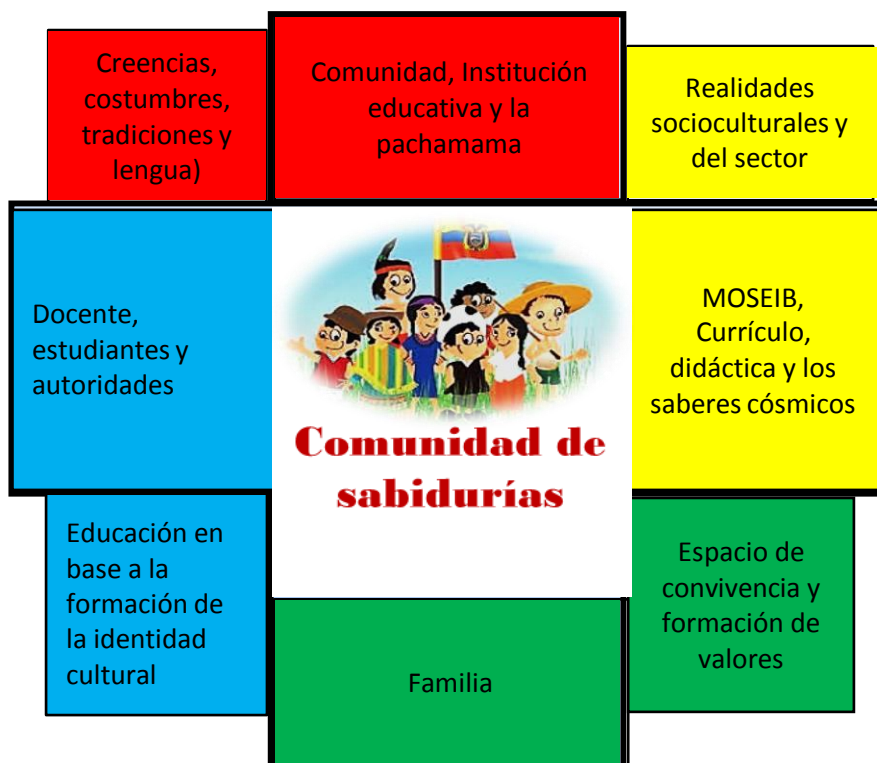 Creencias,
costumbres,
tradiciones y
lengua)
Comunidad, Institución
educativa y la
pachamama
Realidades
socioculturales y
del sector
Docente,
estudiantes y
autoridades
Comunidad de
sabidurías
MOSEIB,
Currículo,
didáctica y los
saberes cósmicos
Educación en
base a la
formación de
la identidad
cultural
Familia
Espacio de
convivencia y
formación de
valores